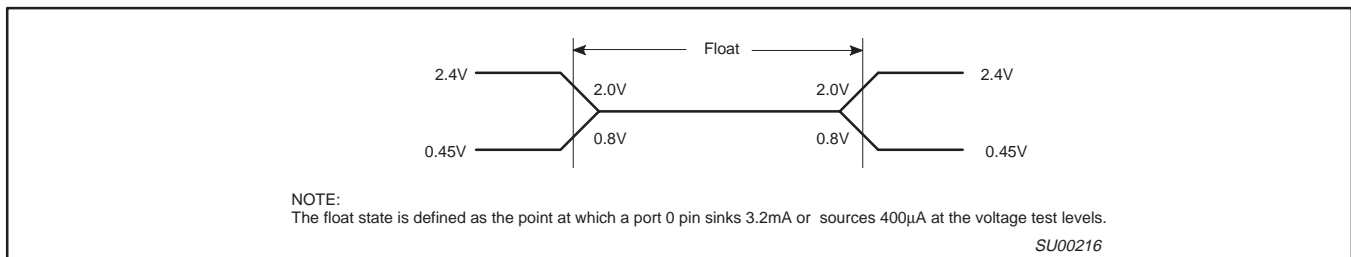 Float
2.4V 2.0V 2.0V 2.4V
0.45V 0.8V 0.8V 0.45V
NOTE:
The float state is defined as the point at which a port 0 pin sinks 3.2mA or sources 400µA at the voltage test levels.
SU00216